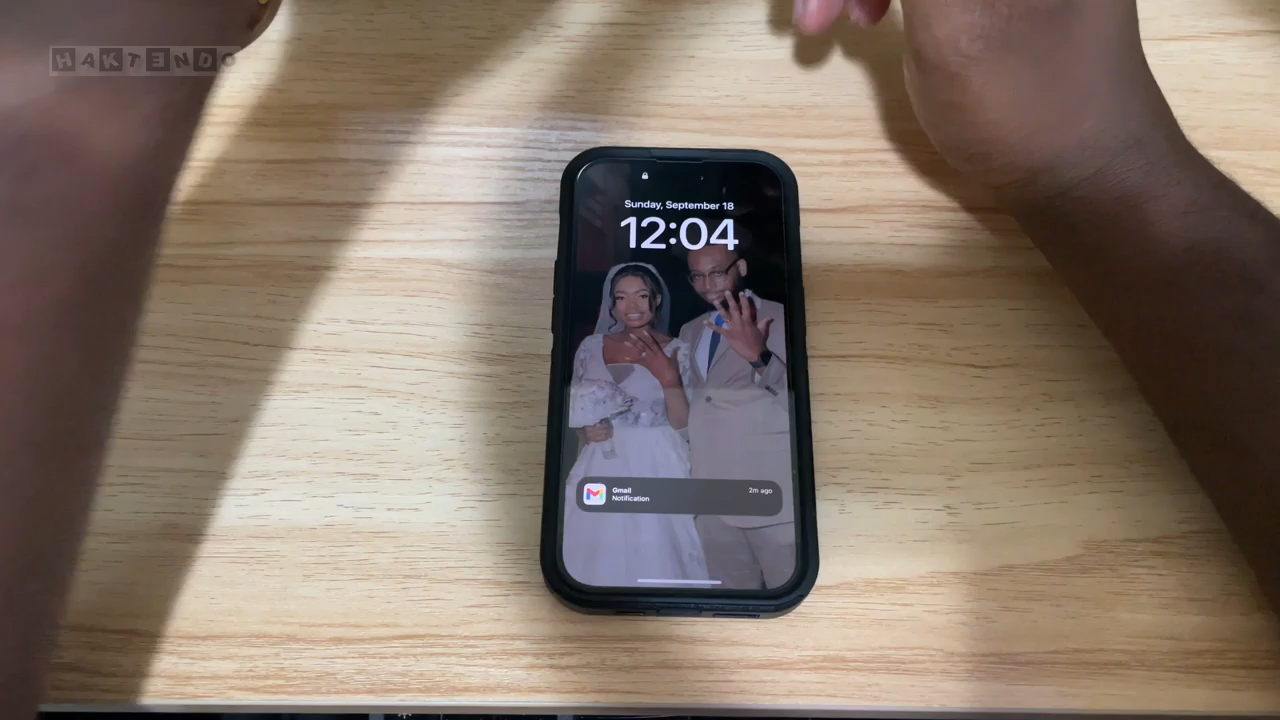 HAKTENDO
Sunday, September 18
12:04
Gmail
2m ago
Notification